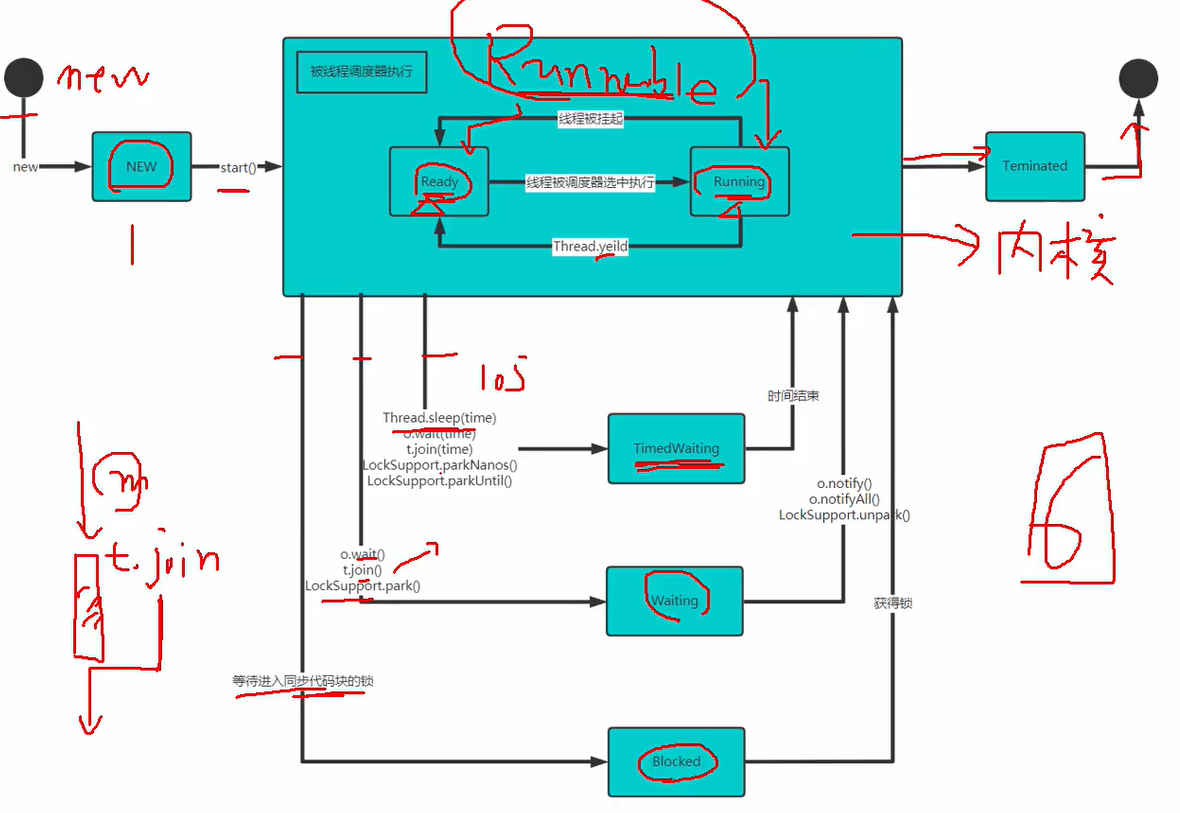 Runnable
被线程调度器执行
new
线程被挂起
new
NEW
start()
Ready
线程被调度器选中执行
Running
Teminated
Thread.yeild
内核
10s
时间结束
Thread.sleep(time)
o.wait(time)
t.join(time)
LockSupport.parkNanos()
LockSupport.parkUntil()
TimedWaiting
o.notify()
o.notifyAll()
LockSupport.unpark()
m
t.join
6
o.wait()
t.join()
LockSupport.park()
Waiting
获得锁
等待进入同步代码块的锁
Blocked